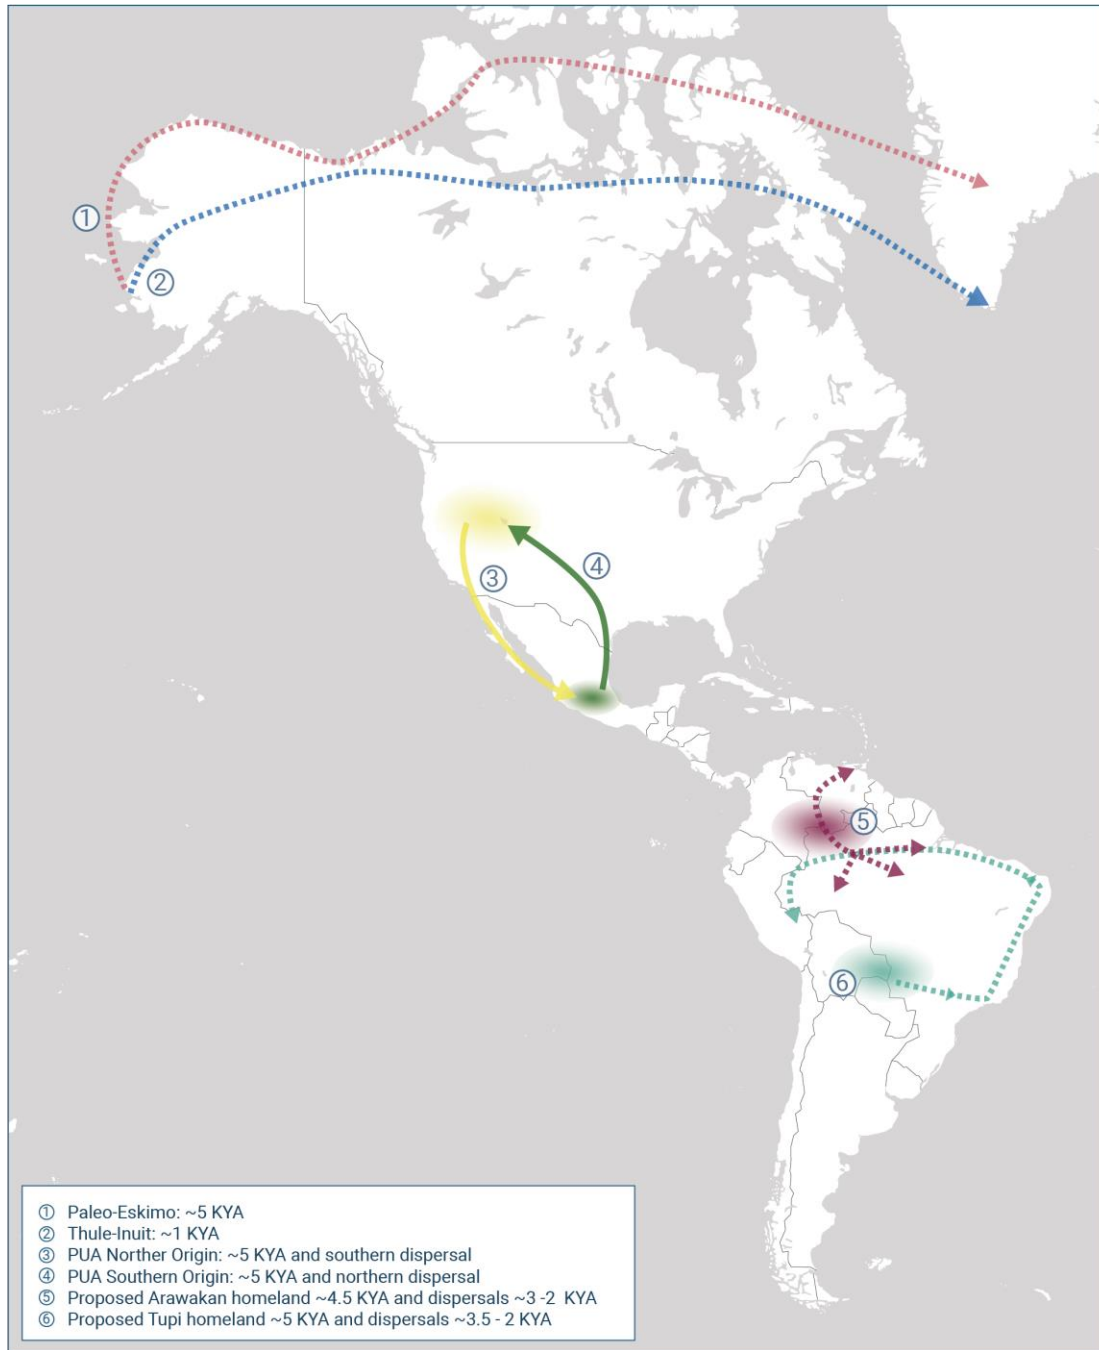 ①
②
③
④
⑤
⑥
① Paleo-Eskimo: ~5 KYA
② Thule-Inuit: ~1 KYA
③ PUA Norther Origin: ~5 KYA and southern dispersal
④ PUA Southern Origin: ~5 KYA and northern dispersal
⑤ Proposed Arawakan homeland ~4.5 KYA and dispersals ~3 -2 KYA
⑥ Proposed Tupi homeland ~5 KYA and dispersals ~3.5 - 2 KYA